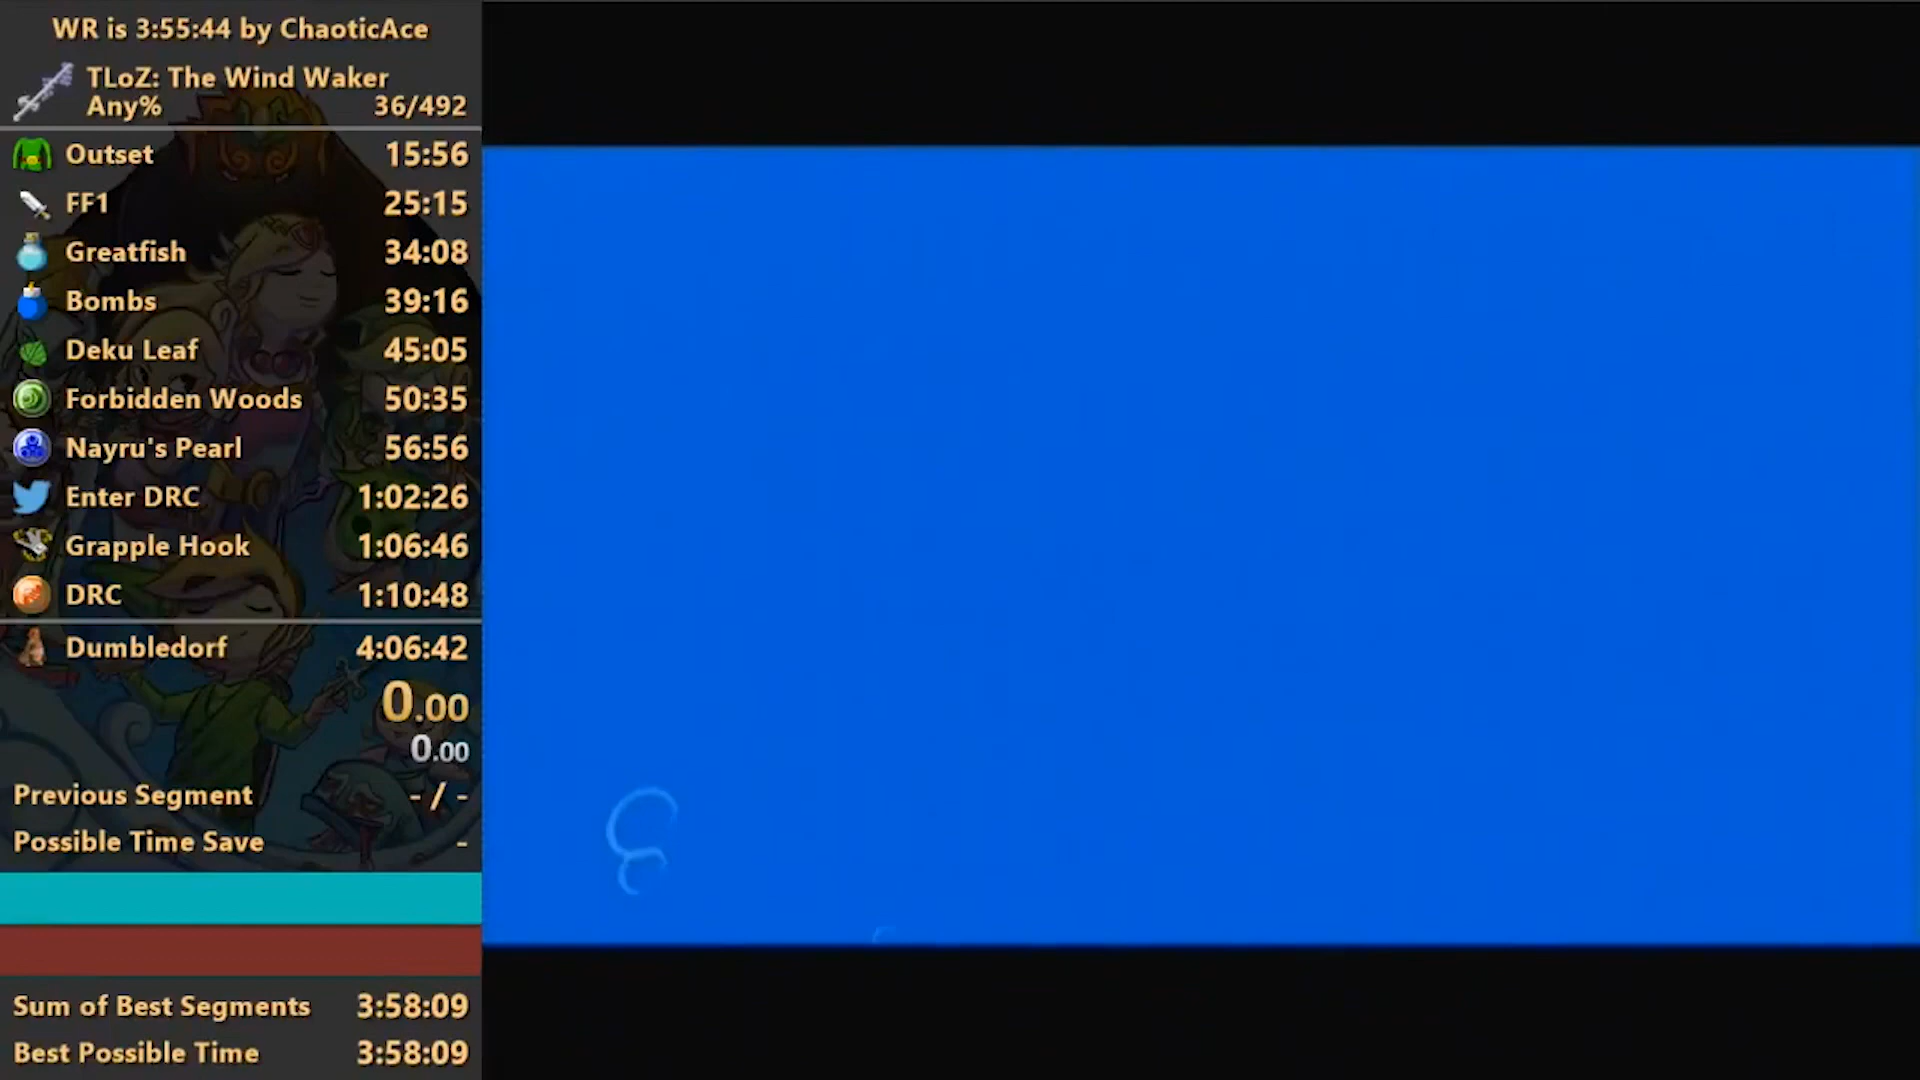 WR is 3:55:44 by ChaoticAce
TLoZ: The Wind Waker
Any% 36/492
Outset 15:56
FF1 25:15
Greatfish 34:08
Bombs 39:16
Deku Leaf 45:05
Forbidden Woods 50:35
Nayru's Pearl 56:56
Enter DRC 1:02:26
Grapple Hook 1:06:46
DRC 1:10:48
Dumbledorf 4:06:42
0.00
0.00
Previous Segment - / -
Possible Time Save -
Sum of Best Segments 3:58:09
Best Possible Time 3:58:09